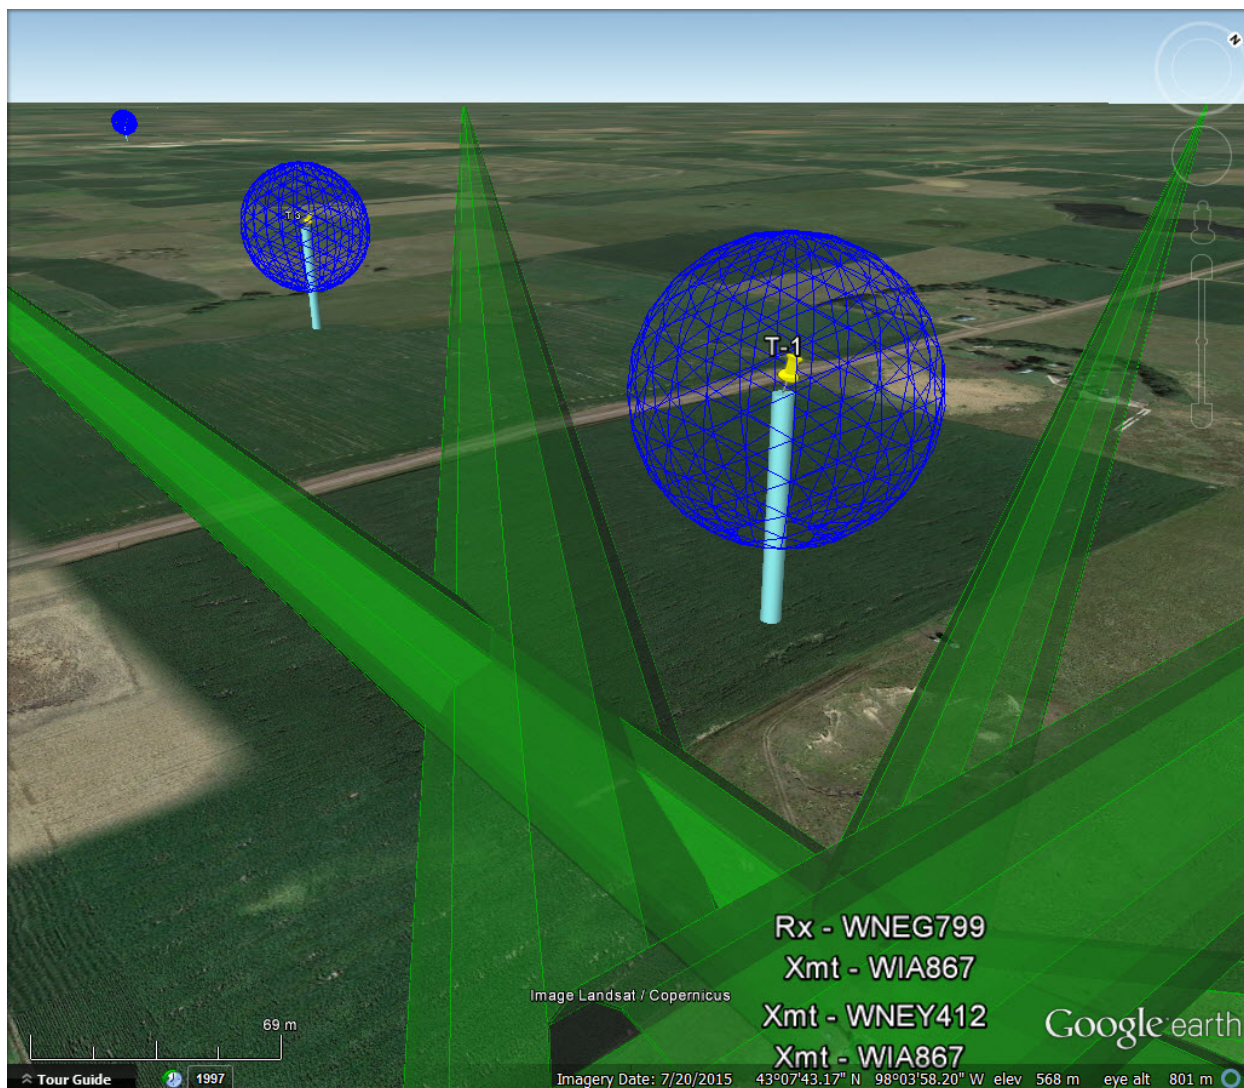 N
T 3
T-1
Rx - WNEG799
Xmt - WIA867
Image Landsat / Copernicus
Xmt - WNEY412
Google earth
69 m
Xmt - WIA867
Tour Guide
1997
Imagery Date: 7/20/2015 43°07'43.17" N 98°03'58.20" W elev 568 m eye alt 801 m